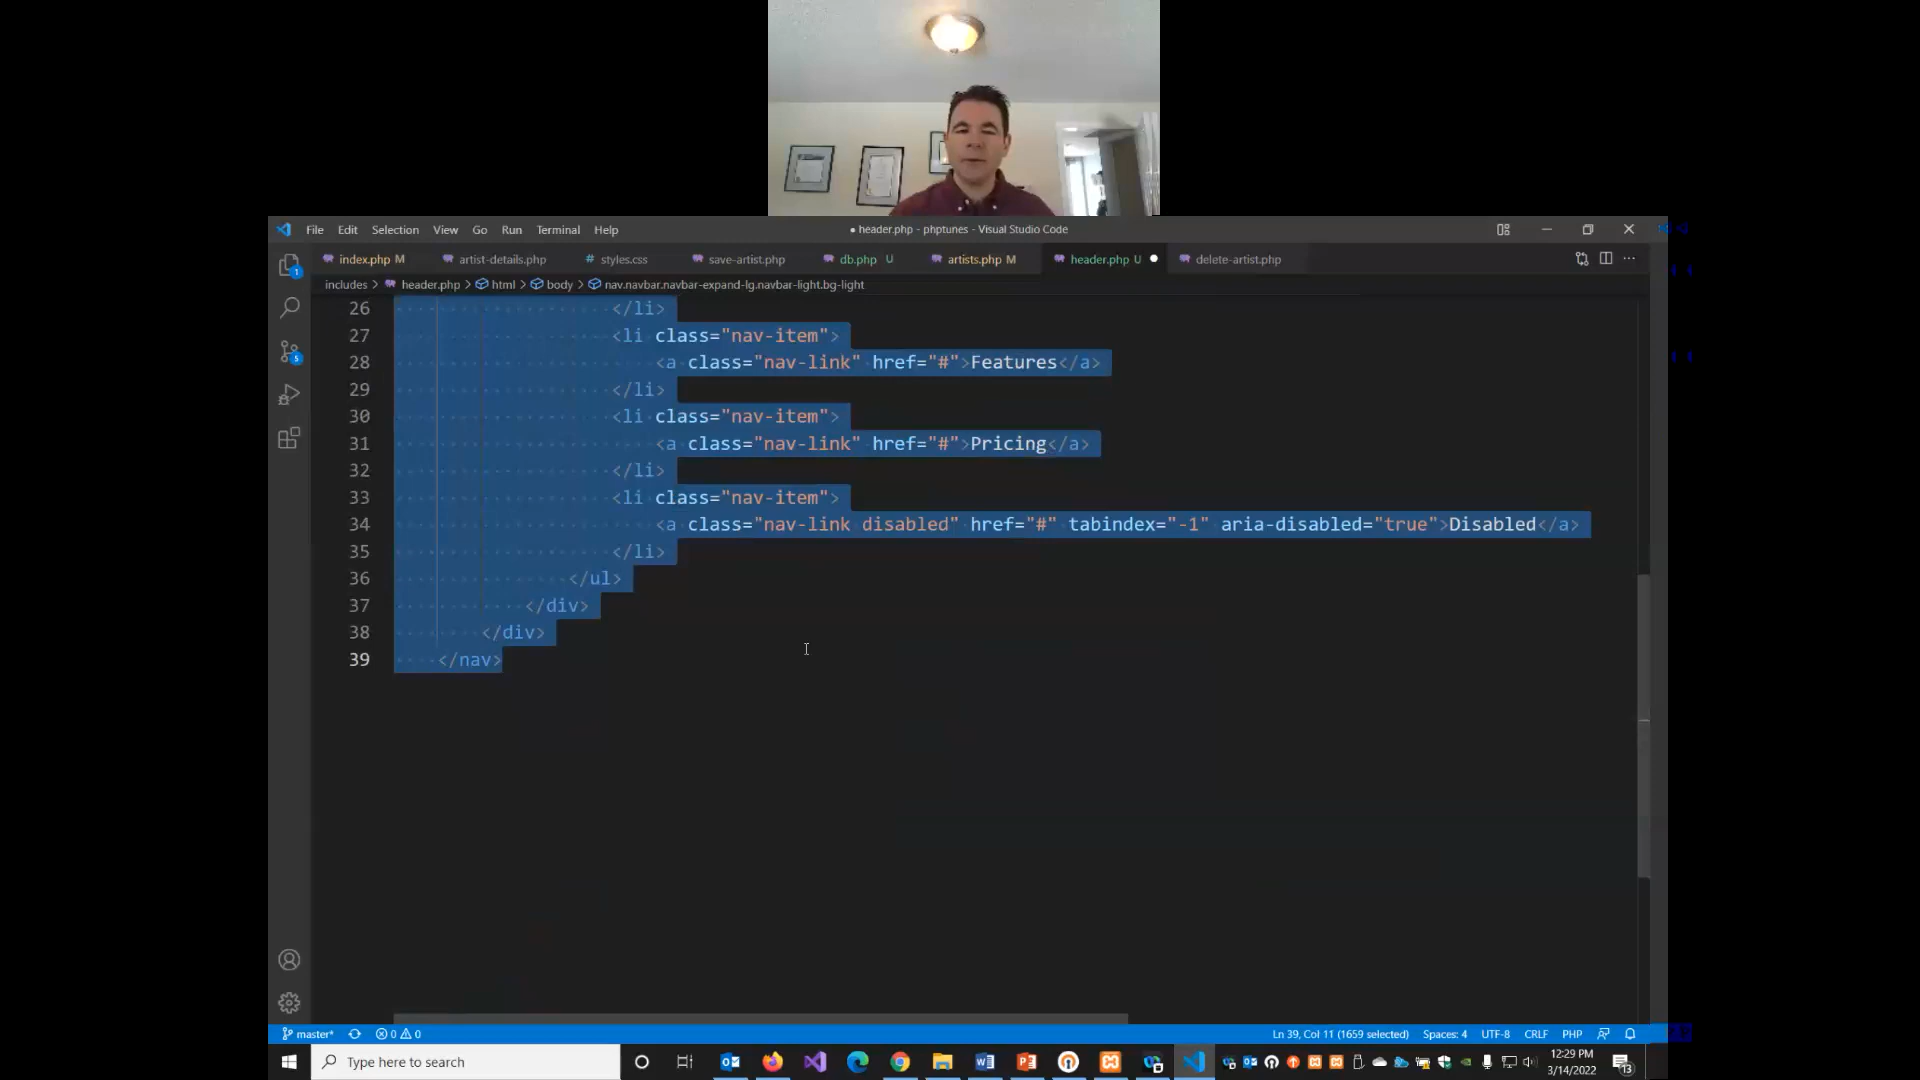 File Edit Selection View Go Run Terminal Help
● header.php - phptunes - Visual Studio Code
index.php M artist-details.php # styles.css save-artist.php db.php U artists.php M header.php U ● delete-artist.php
includes > header.php > html > body > nav.navbar.navbar-expand-lg.navbar-light.bg-light
26 </li>
27 <li class="nav-item">
28 <a class="nav-link" href="#">Features</a>
29 </li>
30 <li class="nav-item">
31 <a class="nav-link" href="#">Pricing</a>
32 </li>
33 <li class="nav-item">
34 <a class="nav-link disabled" href="#" tabindex="-1" aria-disabled="true">Disabled</a>
35 </li>
36 </ul>
37 </div>
38 </div>
39 </nav>
1
5
master* 0 0 Ln 39, Col 11 (1659 selected) Spaces: 4 UTF-8 CRLF PHP
Type here to search
12:29 PM
3/14/2022
13